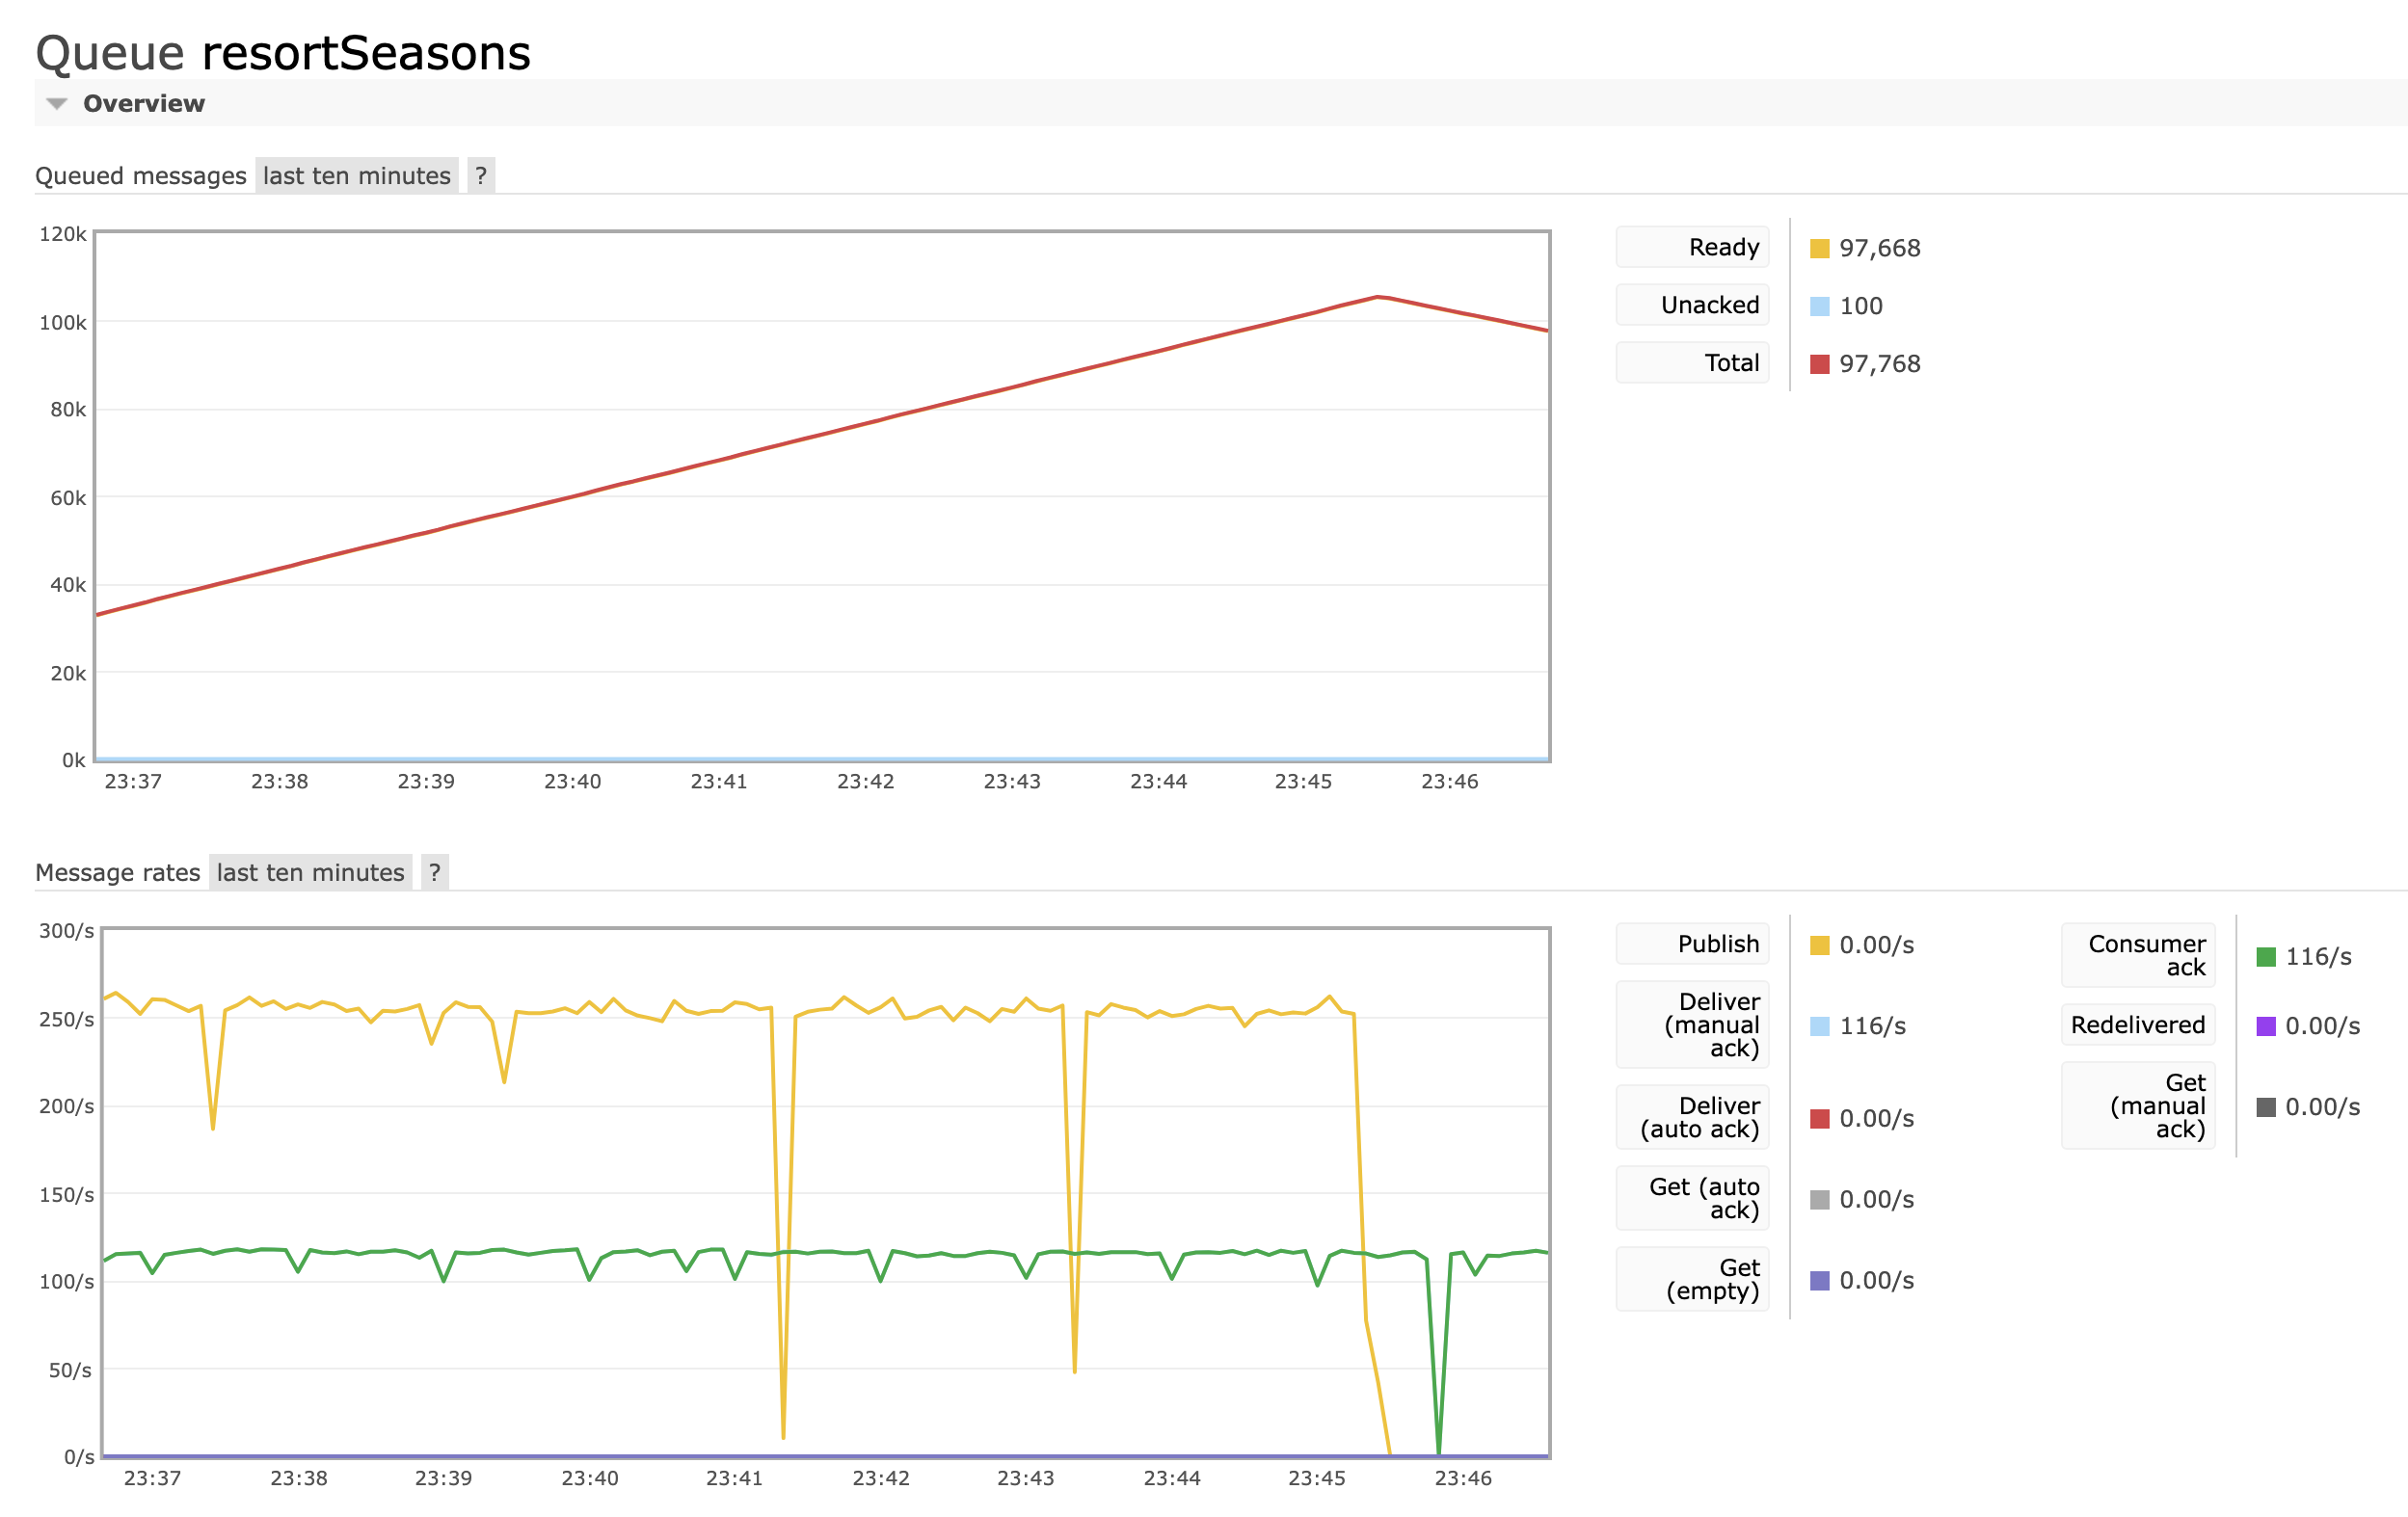 Queue resortSeasons
Overview
Queued messages last ten minutes ?
120k
100k
80k
60k
40k
20k
0k
23:37 23:38 23:39 23:40 23:41 23:42 23:43 23:44 23:45 23:46
Ready 97,668
Unacked 100
Total 97,768
Message rates last ten minutes ?
300/s
250/s
200/s
150/s
100/s
50/s
0/s
23:37 23:38 23:39 23:40 23:41 23:42 23:43 23:44 23:45 23:46
Publish 0.00/s
Deliver
(manual 116/s
ack)
Deliver
(auto ack) 0.00/s
Get (auto
ack) 0.00/s
Get
(empty) 0.00/s
Consumer
ack 116/s
Redelivered 0.00/s
Get
(manual 0.00/s
ack)